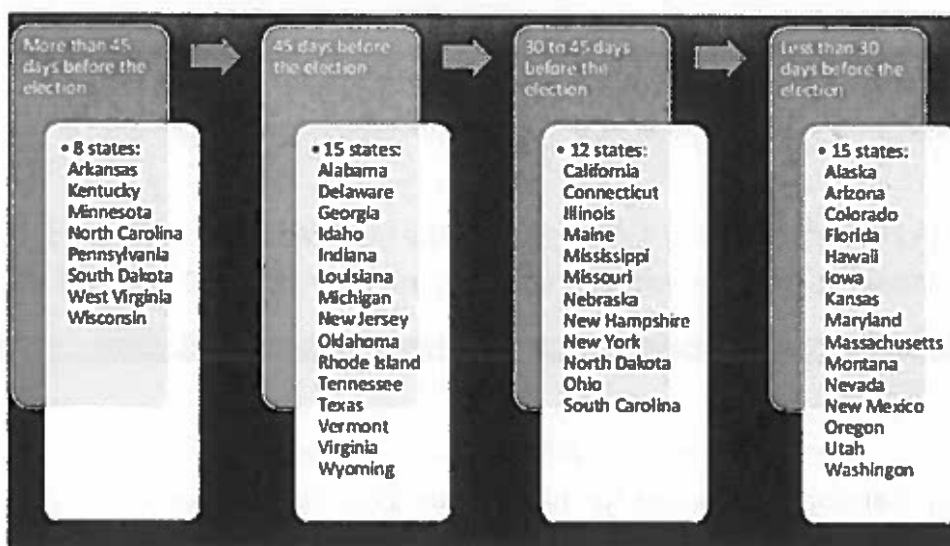 More than 45
days before the
election
• 8 states:
Arkansas
Kentucky
Minnesota
North Carolina
Pennsylvania
South Dakota
West Virginia
Wisconsin
45 days before
the election
• 15 states:
Alabama
Delaware
Georgia
Idaho
Indiana
Louisiana
Michigan
New Jersey
Oklahoma
Rhode Island
Tennessee
Texas
Vermont
Virginia
Wyoming
30 to 45 days
before the
election
• 12 states:
California
Connecticut
Illinois
Maine
Mississippi
Missouri
Nebraska
New Hampshire
New York
North Dakota
Ohio
South Carolina
Less than 30
days before the
election
• 15 states:
Alaska
Arizona
Colorado
Florida
Hawaii
Iowa
Kansas
Maryland
Massachusetts
Montana
Nevada
New Mexico
Oregon
Utah
Washingon